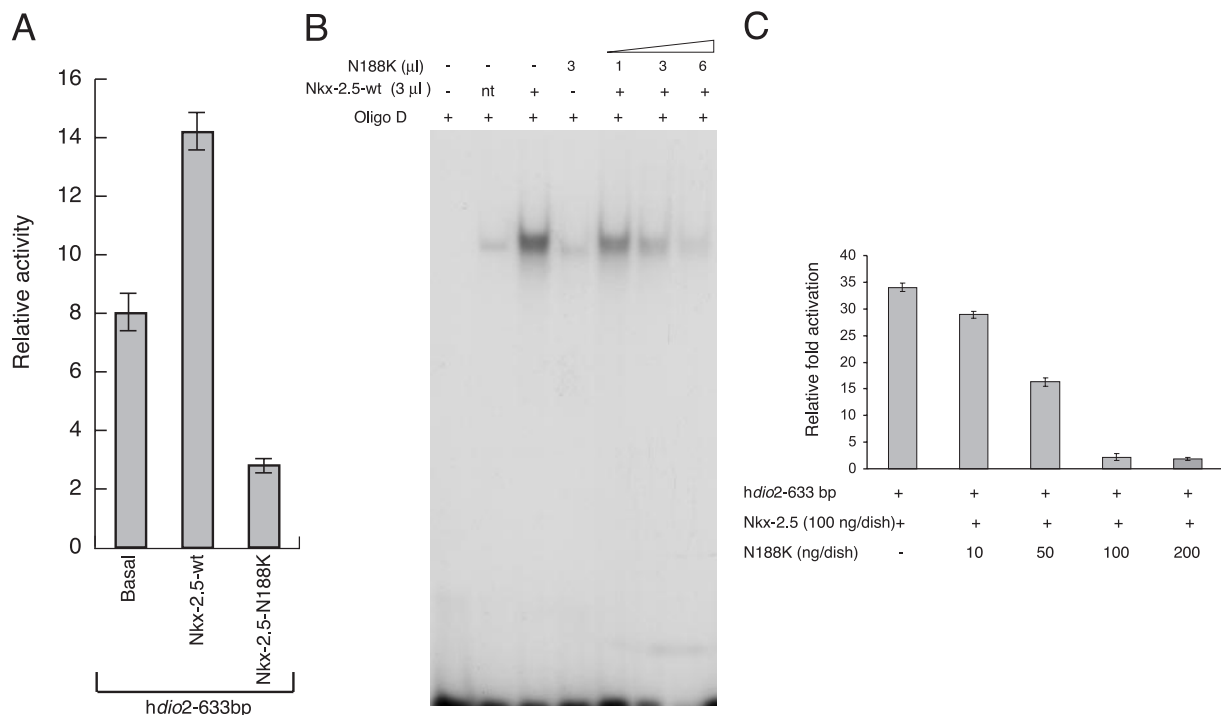 A
Relative activity
16
14
12
10
8
6
4
2
0
Basal
Nkx-2.5-wt
Nkx-2.5-N188K
hdio2-633bp
B
N188K (µl) - - - 3 1 3 6
Nkx-2.5-wt (3 µl ) - nt + - + + +
Oligo D + + + + + + +
C
Relative fold activation
40
35
30
25
20
15
10
5
0
hdio2-633 bp + + + + +
Nkx-2.5 (100 ng/dish)+ + + + +
N188K (ng/dish) - 10 50 100 200